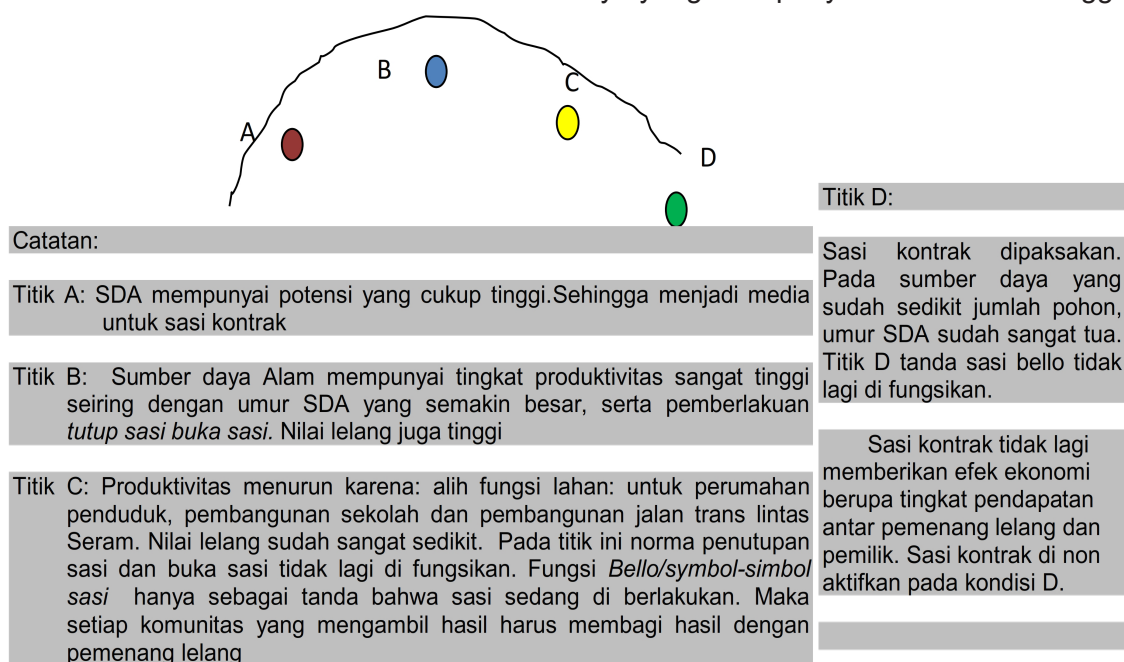 B
C
A
D
Catatan:
Titik A: SDA mempunyai potensi yang cukup tinggi.Sehingga menjadi media
untuk sasi kontrak
Titik B: Sumber daya Alam mempunyai tingkat produktivitas sangat tinggi
seiring dengan umur SDA yang semakin besar, serta pemberlakuan
tutup sasi buka sasi. Nilai lelang juga tinggi
Titik C: Produktivitas menurun karena: alih fungsi lahan: untuk perumahan
penduduk, pembangunan sekolah dan pembangunan jalan trans lintas
Seram. Nilai lelang sudah sangat sedikit. Pada titik ini norma penutupan
sasi dan buka sasi tidak lagi di fungsikan. Fungsi Bello/symbol-simbol
sasi hanya sebagai tanda bahwa sasi sedang di berlakukan. Maka
setiap komunitas yang mengambil hasil harus membagi hasil dengan
pemenang lelang
Titik D:
Sasi kontrak dipaksakan.
Pada sumber daya yang
sudah sedikit jumlah pohon,
umur SDA sudah sangat tua.
Titik D tanda sasi bello tidak
lagi di fungsikan.
Sasi kontrak tidak lagi
memberikan efek ekonomi
berupa tingkat pendapatan
antar pemenang lelang dan
pemilik. Sasi kontrak di non
aktifkan pada kondisi D.